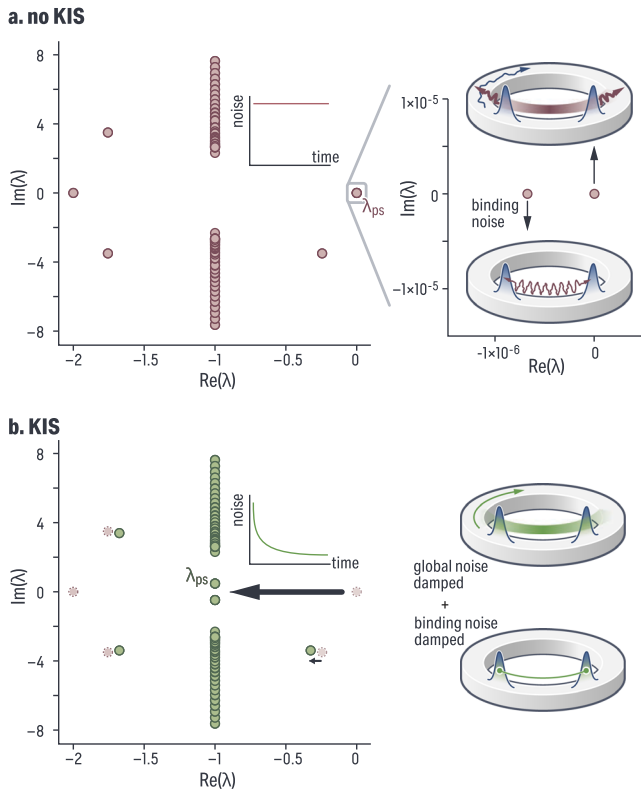 a. no KIS
8
4
0
−4
−8
Im(λ)
−2
−1.5
−1
−0.5
0
Re(λ)
noise
time
λps
1×10-5
0
−1×10-5
Im(λ)
binding
noise
-1×10-6
0
Re(λ)
b. KIS
8
4
0
−4
−8
Im(λ)
−2
−1.5
−1
−0.5
0
Re(λ)
noise
time
λps
global noise
damped
+
binding noise
damped